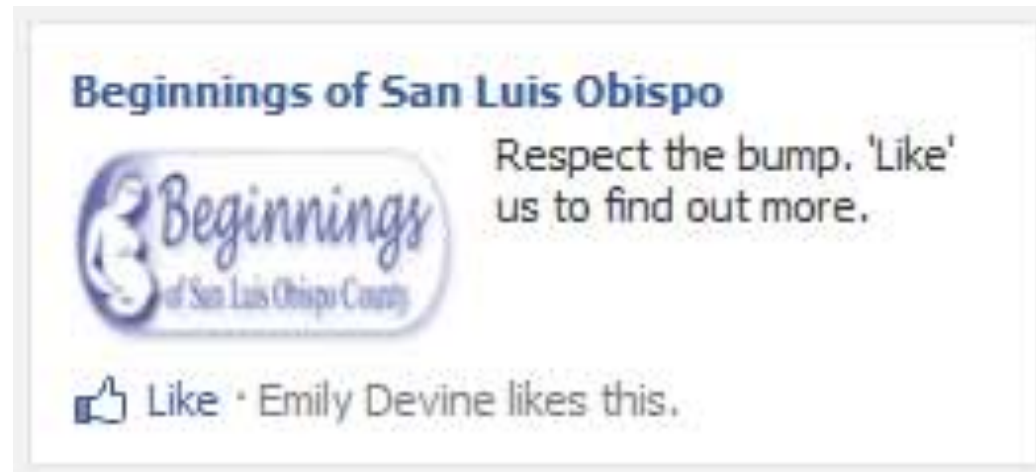 Beginnings of San Luis Obispo
Respect the bump. 'Like'
us to find out more.
Beginnings
of San Luis Obispo County
Like · Emily Devine likes this.